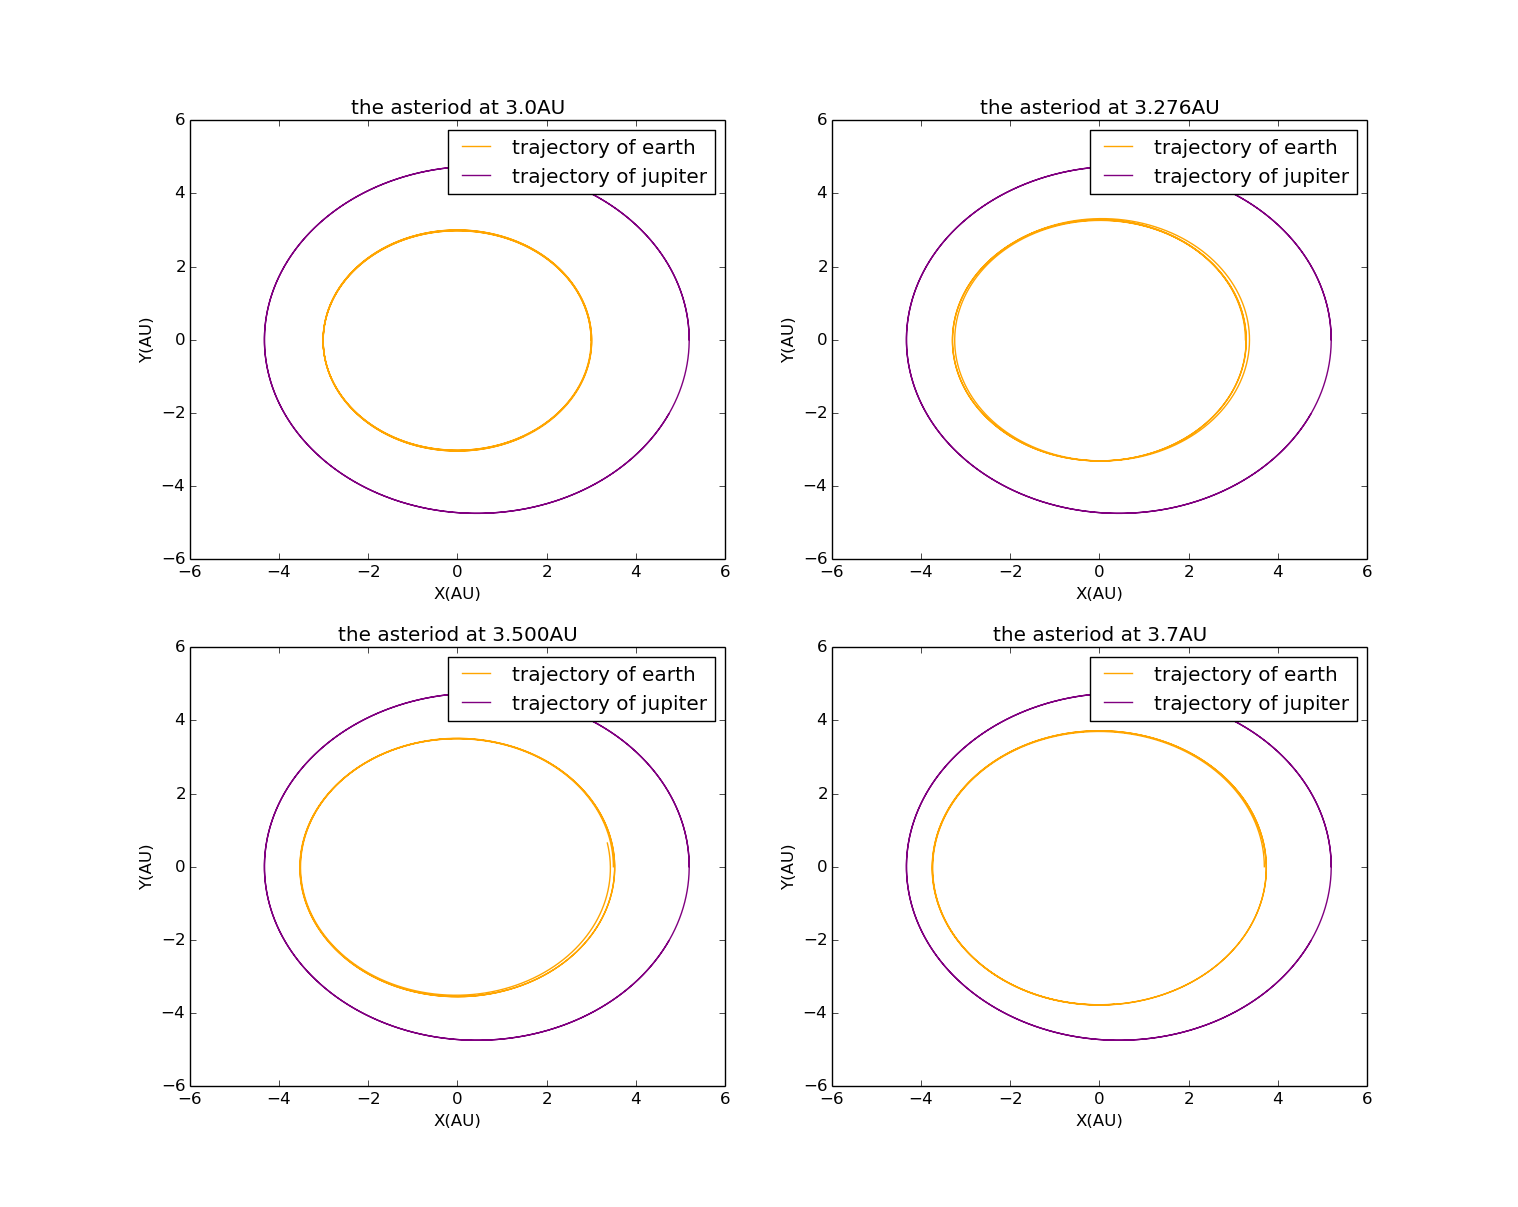 the asteriod at 3.0AU
6
4
2
0
−2
−4
−6
Y(AU)
trajectory of earth
trajectory of jupiter
−6 −4 −2 0 2 4 6
X(AU)
the asteriod at 3.276AU
6
4
2
0
−2
−4
−6
Y(AU)
trajectory of earth
trajectory of jupiter
−6 −4 −2 0 2 4 6
X(AU)
the asteriod at 3.500AU
6
4
2
0
−2
−4
−6
Y(AU)
trajectory of earth
trajectory of jupiter
−6 −4 −2 0 2 4 6
X(AU)
the asteriod at 3.7AU
6
4
2
0
−2
−4
−6
Y(AU)
trajectory of earth
trajectory of jupiter
−6 −4 −2 0 2 4 6
X(AU)